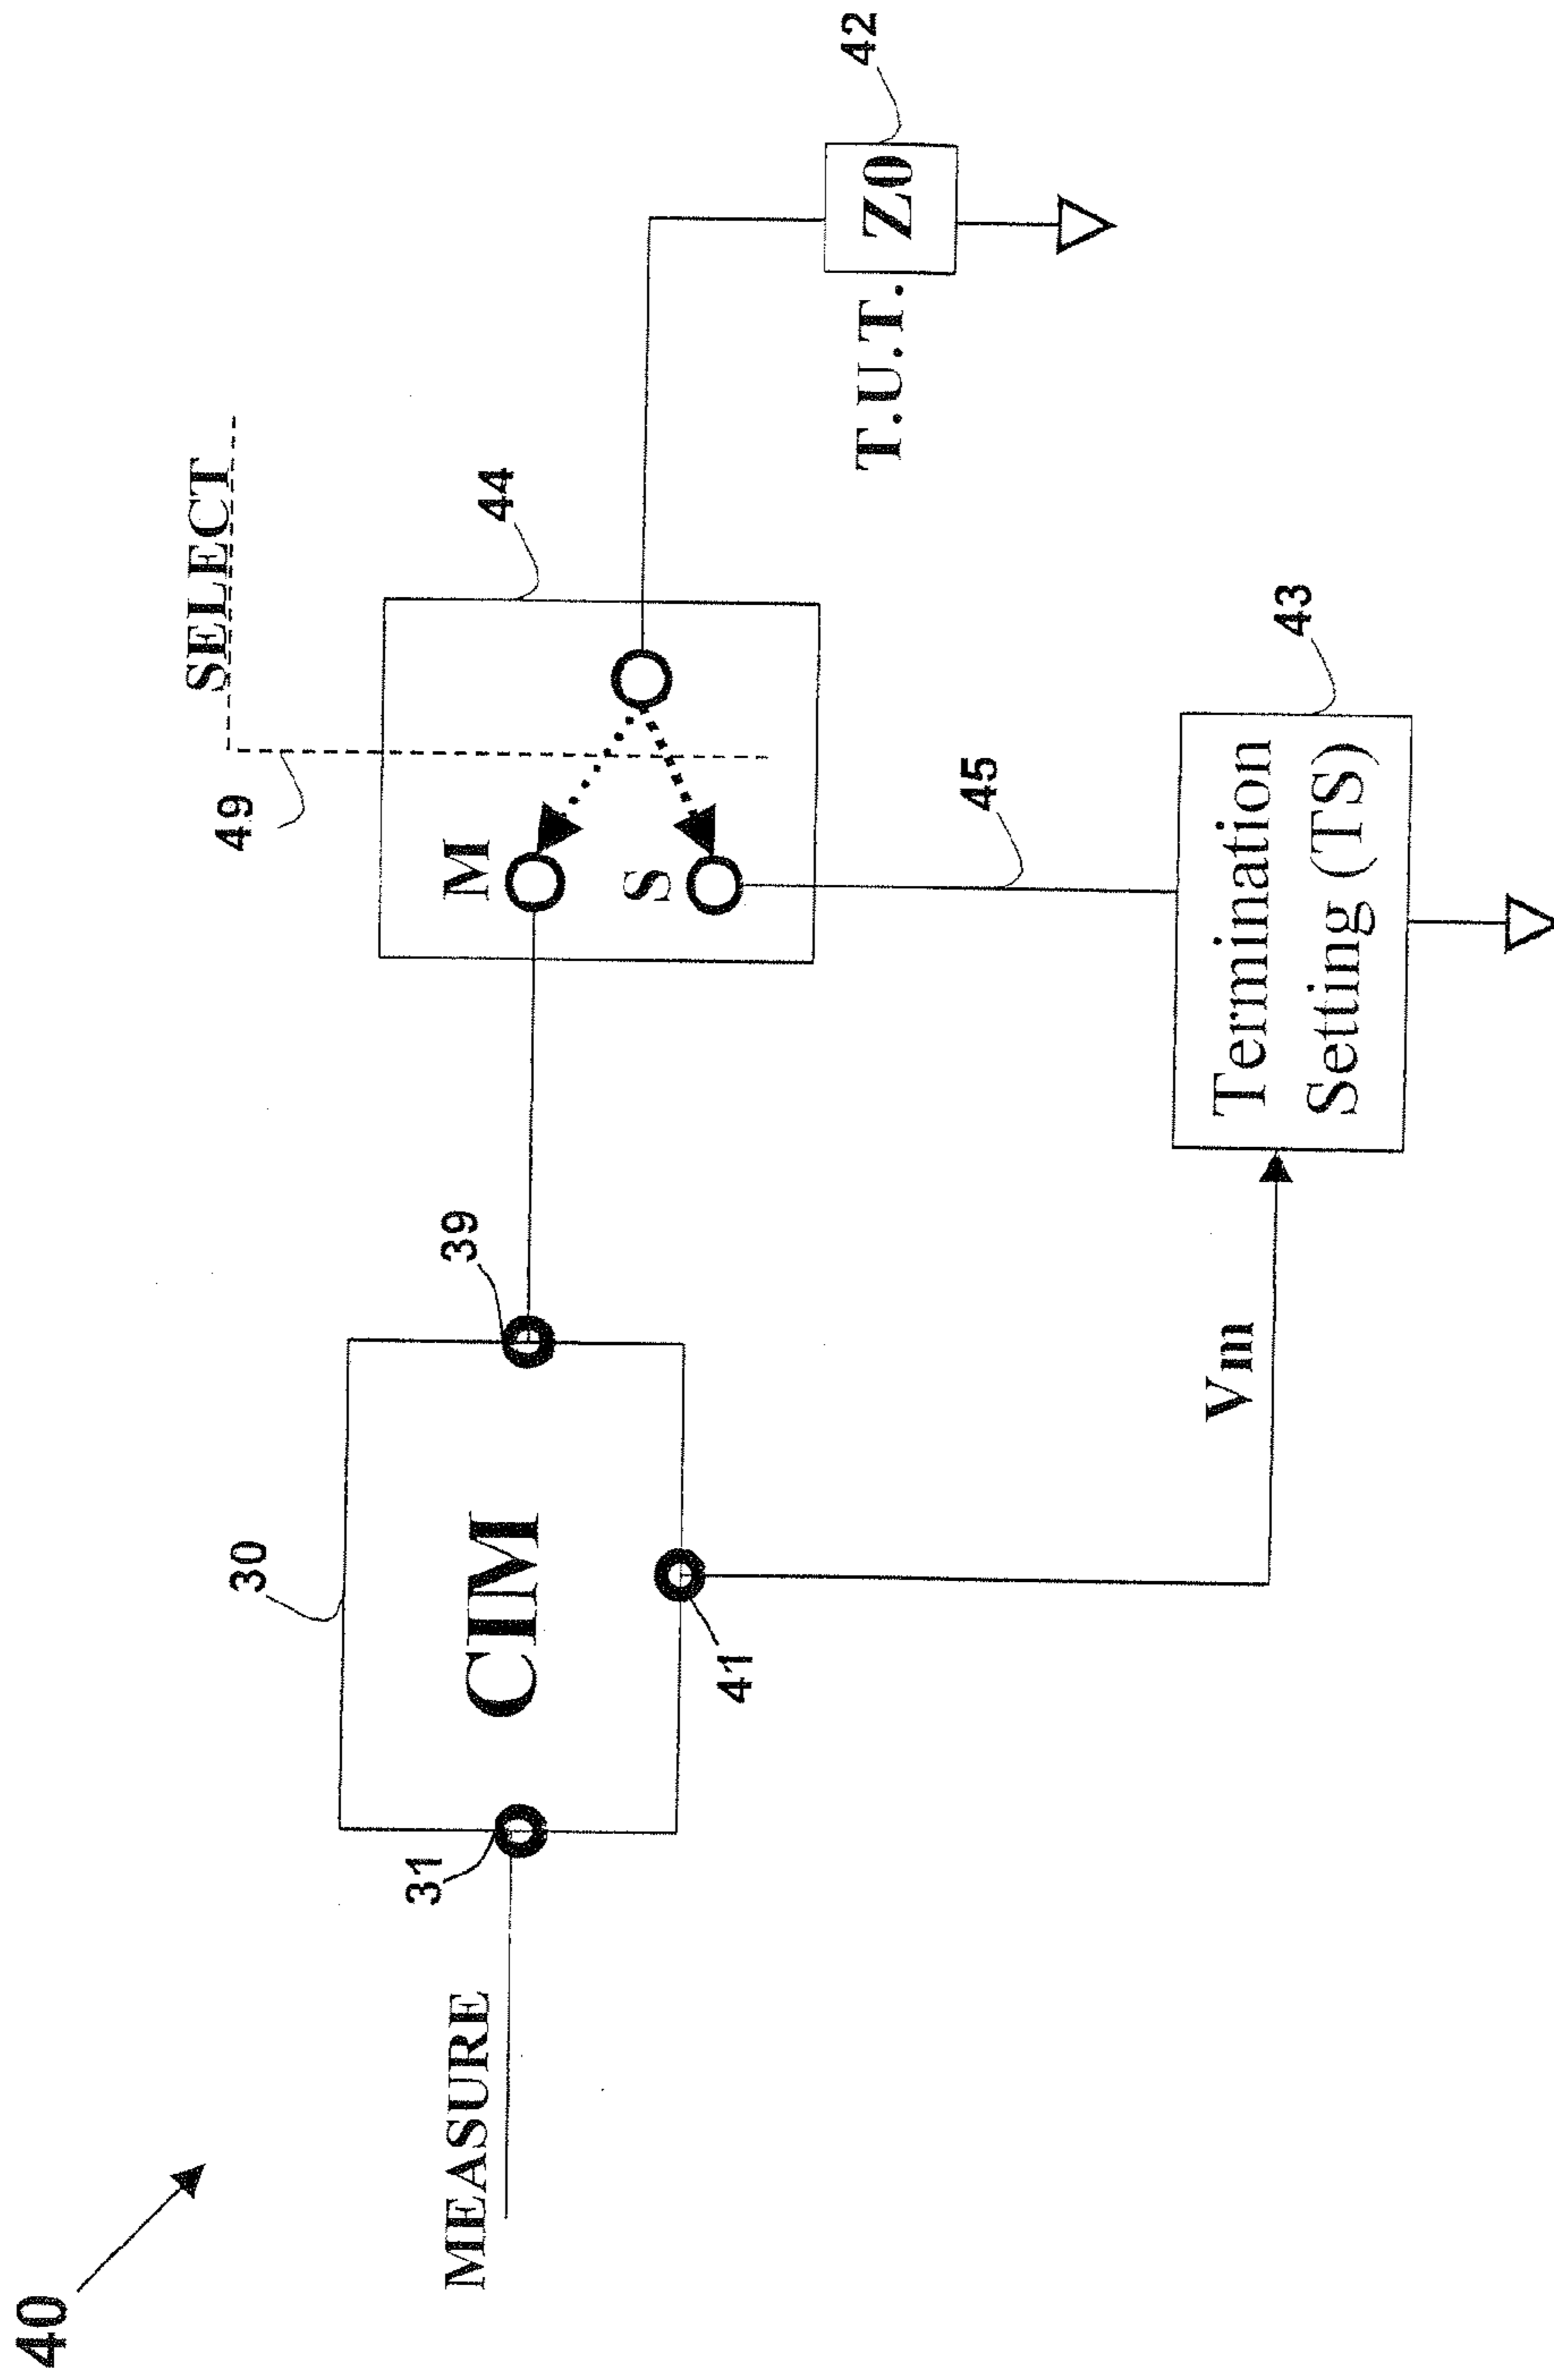 40
SELECT
49
44
30
39
M
S
42
Z0
T.U.T.
MEASURE
31
CIM
41
45
43
Vm
Termination
Setting (TS)